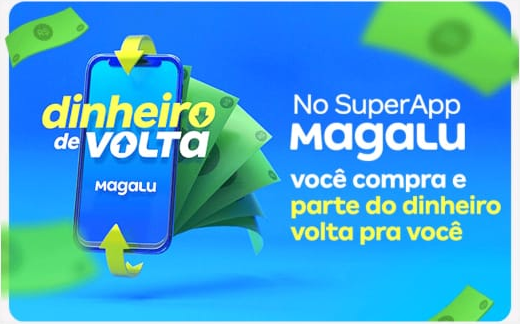 dinheiro
de VOLTA
MAGALU
No SuperApp
MAGALU
você compra e
parte do dinheiro
volta pra você